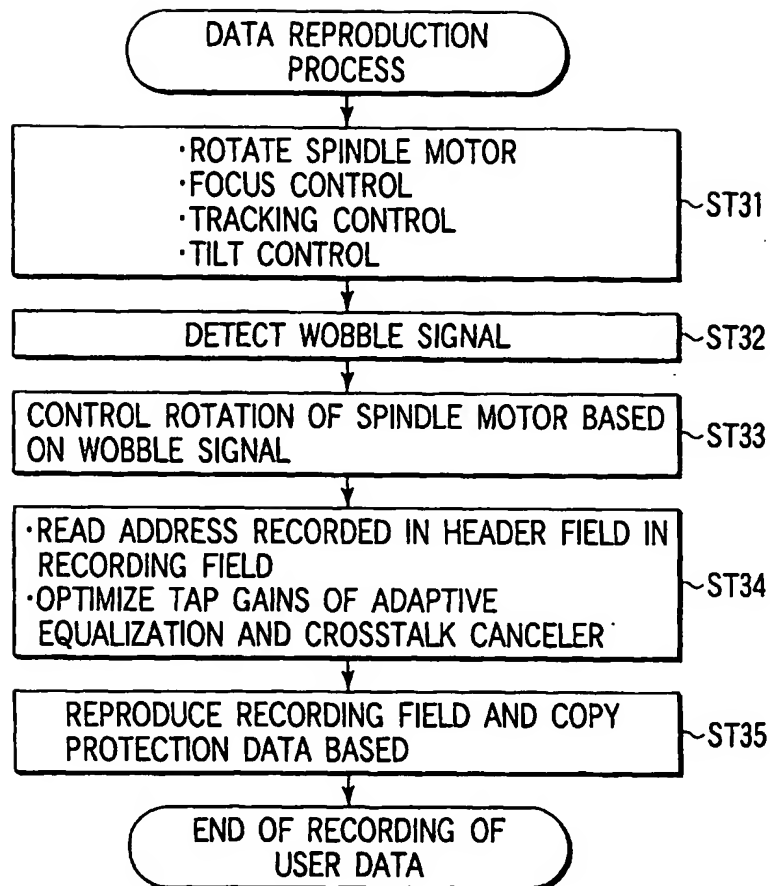 DATA REPRODUCTION
PROCESS
·ROTATE SPINDLE MOTOR
·FOCUS CONTROL
·TRACKING CONTROL
·TILT CONTROL
~ST31
DETECT WOBBLE SIGNAL
~ST32
CONTROL ROTATION OF SPINDLE MOTOR BASED
ON WOBBLE SIGNAL
~ST33
·READ ADDRESS RECORDED IN HEADER FIELD IN
RECORDING FIELD
·OPTIMIZE TAP GAINS OF ADAPTIVE
EQUALIZATION AND CROSSTALK CANCELER
~ST34
REPRODUCE RECORDING FIELD AND COPY
PROTECTION DATA BASED
~ST35
END OF RECORDING OF
USER DATA